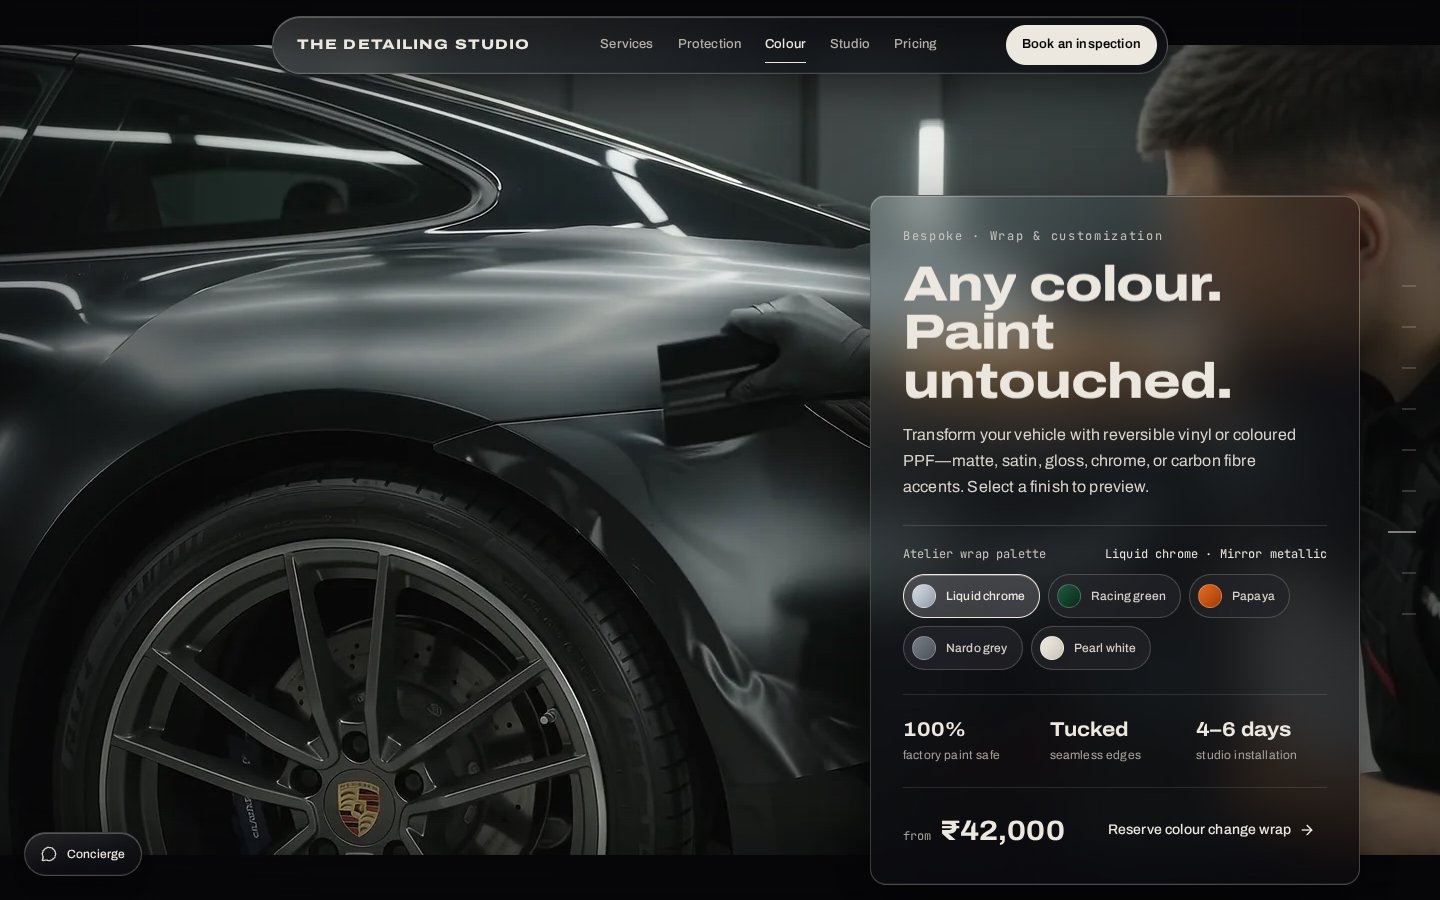 THE DETAILING STUDIO
Services
Protection
Colour
Studio
Pricing
Book an inspection
Bespoke · Wrap & customization
Any colour.
Paint
untouched.
Transform your vehicle with reversible vinyl or coloured
PPF—matte, satin, gloss, chrome, or carbon fibre
accents. Select a finish to preview.
Atelier wrap palette
Liquid chrome · Mirror metallic
Liquid chrome
Racing green
Papaya
Nardo grey
Pearl white
100%
factory paint safe
Tucked
seamless edges
4–6 days
studio installation
from ₹42,000
Reserve colour change wrap →
Concierge